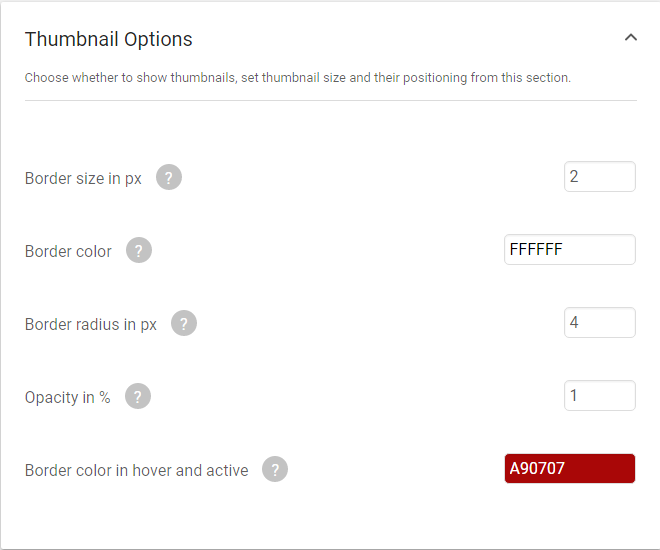 Thumbnail Options
Choose whether to show thumbnails, set thumbnail size and their positioning from this section.
Border size in px ? 2
Border color ? FFFFFF
Border radius in px ? 4
Opacity in % ? 1
Border color in hover and active ? A90707